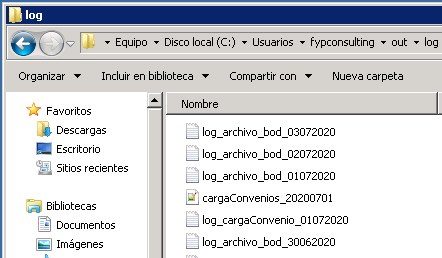 log
Equipo Disco local (C:) Usuarios fypconsulting out log
Organizar Incluir en biblioteca Compartir con Nueva carpeta
Favoritos
Descargas
Escritorio
Sitios recientes
Bibliotecas
Documentos
Imágenes
Nombre
log_archivo_bod_03072020
log_archivo_bod_02072020
log_archivo_bod_01072020
cargaConvenios_20200701
log_cargaConvenio_01072020
log_archivo_bod_30062020